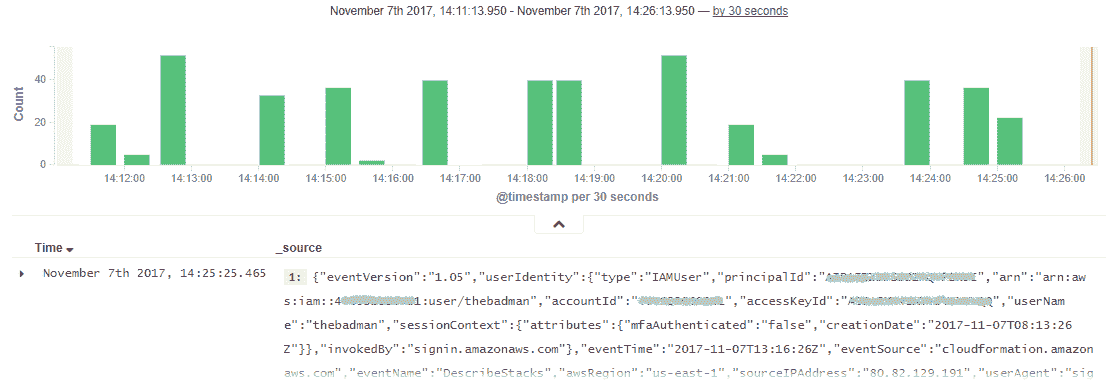 November 7th 2017, 14:11:13.950 - November 7th 2017, 14:26:13.950 — by 30 seconds
Count
40
20
0
14:12:00 14:13:00 14:14:00 14:15:00 14:16:00 14:17:00 14:18:00 14:19:00 14:20:00 14:21:00 14:22:00 14:23:00 14:24:00 14:25:00 14:26:00
@timestamp per 30 seconds
Time _source
November 7th 2017, 14:25:25.465 1: {"eventVersion":"1.05","userIdentity":{"type":"IAMUser","principalId":" ","arn":"arn:aw
s:iam::4 1:user/thebadman","accountId":" ","accessKeyId":" ","userNam
e":"thebadman","sessionContext":{"attributes":{"mfaAuthenticated":"false","creationDate":"2017-11-07T08:13:26
Z"}},"invokedBy":"signin.amazonaws.com"},"eventTime":"2017-11-07T13:16:26Z","eventSource":"cloudformation.amazon
aws.com","eventName":"DescribeStacks","awsRegion":"us-east-1","sourceIPAddress":"80.82.129.191","userAgent":"sig